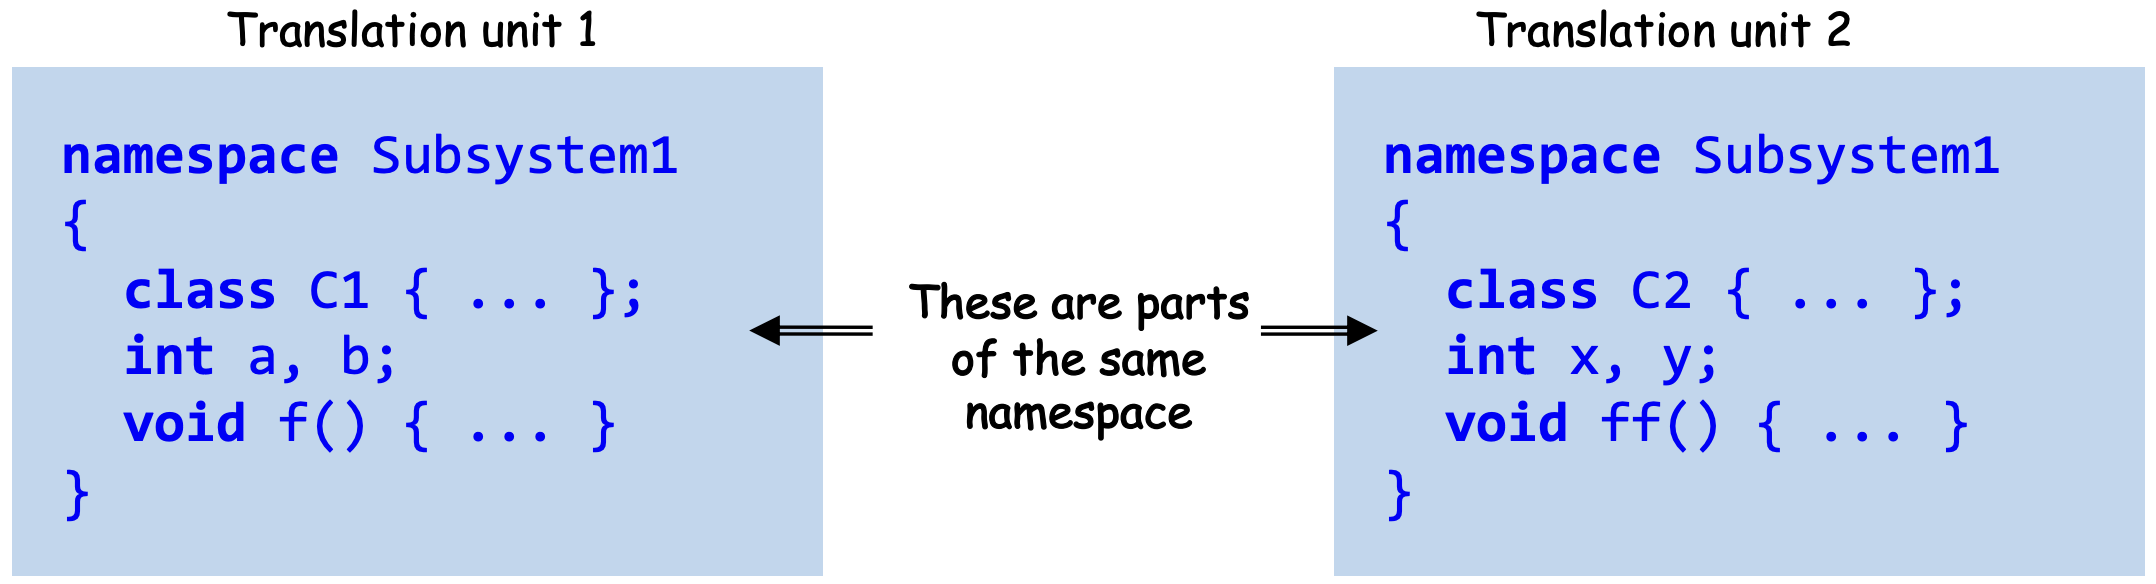 Translation unit 1
namespace Subsystem1
{
class C1 { ... };
int a, b;
void f() { ... }
}
These are parts
of the same
namespace
Translation unit 2
namespace Subsystem1
{
class C2 { ... };
int x, y;
void ff() { ... }
}